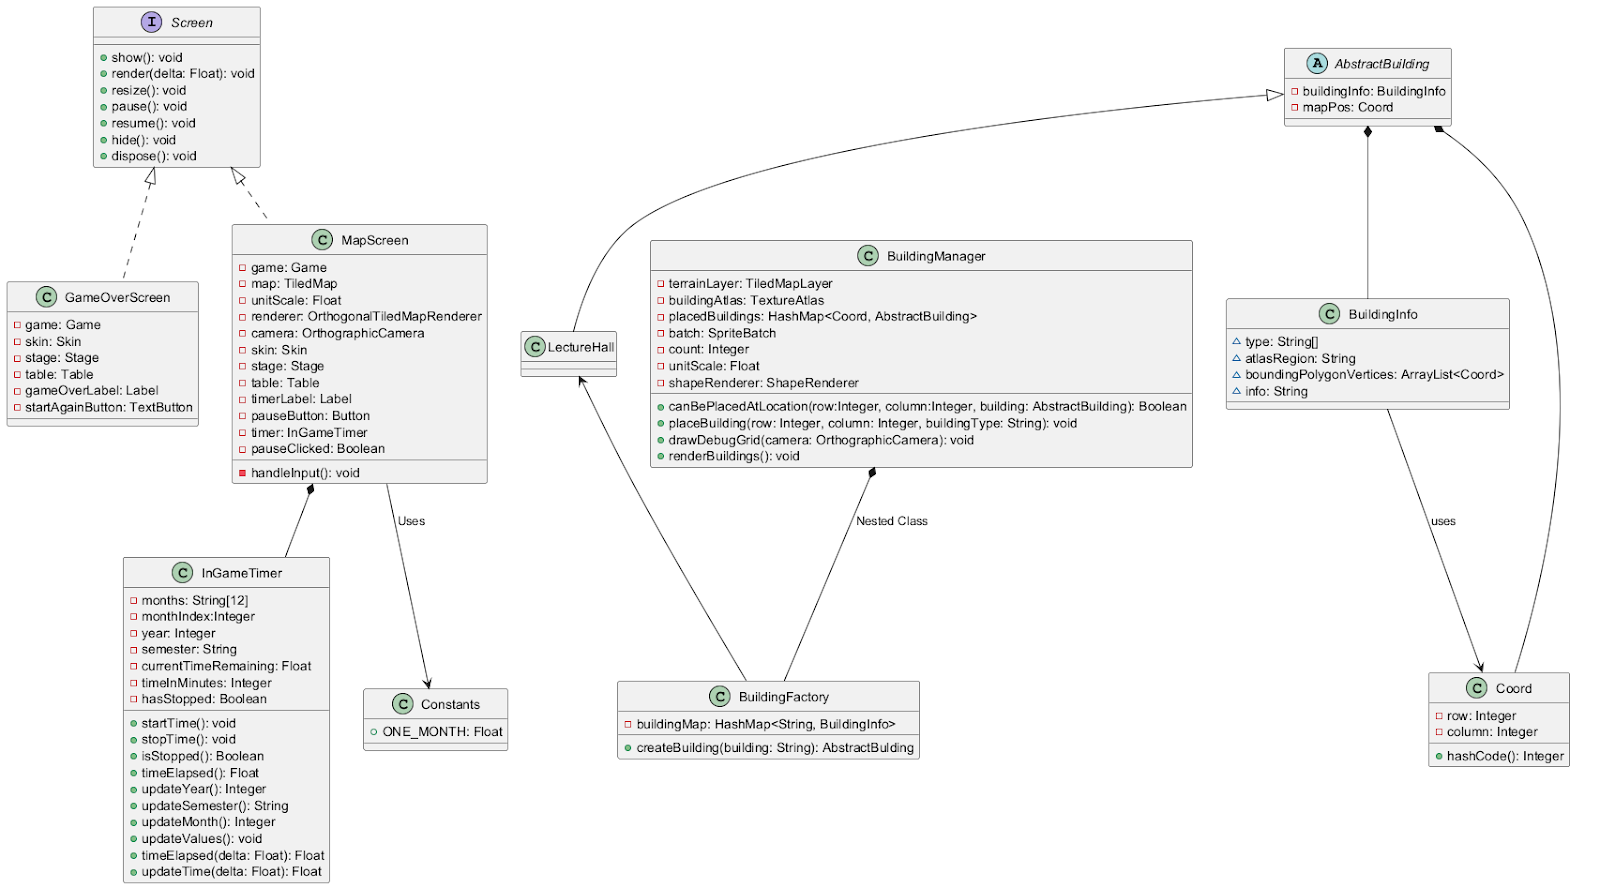 I Screen
show(): void
render(delta: Float): void
resize(): void
pause(): void
resume(): void
hide(): void
dispose(): void
C GameOverScreen
game: Game
skin: Skin
stage: Stage
table: Table
gameOverLabel: Label
startAgainButton: TextButton
C MapScreen
game: Game
map: TiledMap
unitScale: Float
renderer: OrthogonalTiledMapRenderer
camera: OrthographicCamera
skin: Skin
stage: Stage
table: Table
timerLabel: Label
pauseButton: Button
timer: InGameTimer
pauseClicked: Boolean
handleInput(): void
Uses
C InGameTimer
months: String[12]
monthIndex:Integer
year: Integer
semester: String
currentTimeRemaining: Float
timeInMinutes: Integer
hasStopped: Boolean
startTime(): void
stopTime(): void
isStopped(): Boolean
timeElapsed(): Float
updateYear(): Integer
updateSemester(): String
updateMonth(): Integer
updateValues(): void
timeElapsed(delta: Float): Float
updateTime(delta: Float): Float
C Constants
ONE_MONTH: Float
C LectureHall
C BuildingManager
terrainLayer: TiledMapLayer
buildingAtlas: TextureAtlas
placedBuildings: HashMap<Coord, AbstractBuilding>
batch: SpriteBatch
count: Integer
unitScale: Float
shapeRenderer: ShapeRenderer
canBePlacedAtLocation(row:Integer, column:Integer, building: AbstractBuilding): Boolean
placeBuilding(row: Integer, column: Integer, buildingType: String): void
drawDebugGrid(camera: OrthographicCamera): void
renderBuildings(): void
Nested Class
C BuildingFactory
buildingMap: HashMap<String, BuildingInfo>
createBuilding(building: String): AbstractBulding
A AbstractBuilding
buildingInfo: BuildingInfo
mapPos: Coord
C BuildingInfo
type: String[]
atlasRegion: String
boundingPolygonVertices: ArrayList<Coord>
info: String
uses
C Coord
row: Integer
column: Integer
hashCode(): Integer